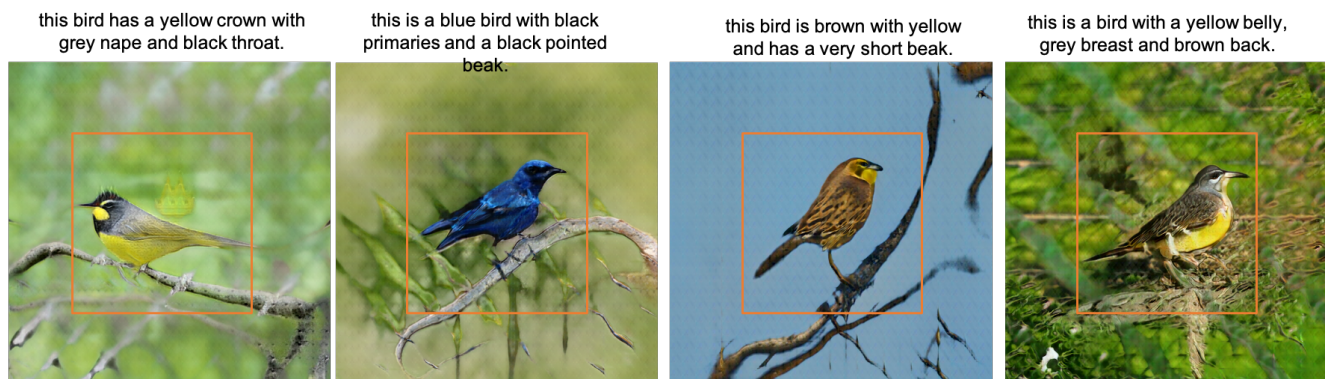 this bird has a yellow crown with
grey nape and black throat.
this is a blue bird with black
primaries and a black pointed
beak.
this bird is brown with yellow
and has a very short beak.
this is a bird with a yellow belly,
grey breast and brown back.